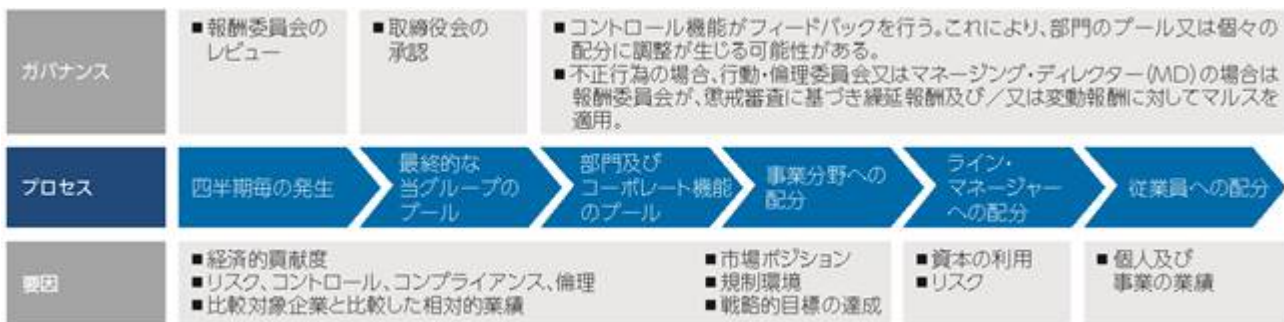 ガバナンス
■報酬委員会の
レビュー
■取締役会の
承認
■コントロール機能がフィードバックを行う。これにより、部門のプール又は個々の
配分に調整が生じる可能性がある。
■不正行為の場合、行動・倫理委員会又はマネージング・ディレクター(MD)の場合は
報酬委員会が、懲戒審査に基づき繰延報酬及び/又は変動報酬に対してマルスを
適用。
プロセス
四半期毎の発生
最終的な
当グループの
プール
部門及び
コーポレート機能
のプール
事業分野への
配分
ライン・
マネージャー
への配分
従業員への配分
要因
■経済的貢献度
■リスク、コントロール、コンプライアンス、倫理
■比較対象企業と比較した相対的業績
■市場ポジション
■規制環境
■戦略的目標の達成
■資本の利用
■リスク
■個人及び
事業の業績